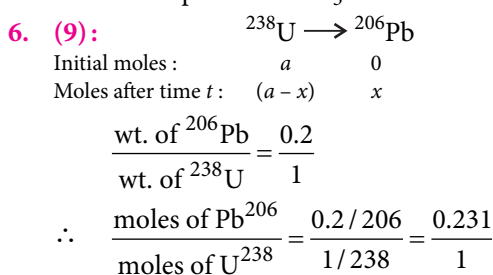 6. (9) : ²³⁸U ⟶ ²⁰⁶Pb
Initial moles : a 0
Moles after time t : (a – x) x
wt. of ²⁰⁶Pb / wt. of ²³⁸U = 0.2 / 1
∴ moles of Pb²⁰⁶ / moles of U²³⁸ = 0.2 / 206 / 1 / 238 = 0.231 / 1